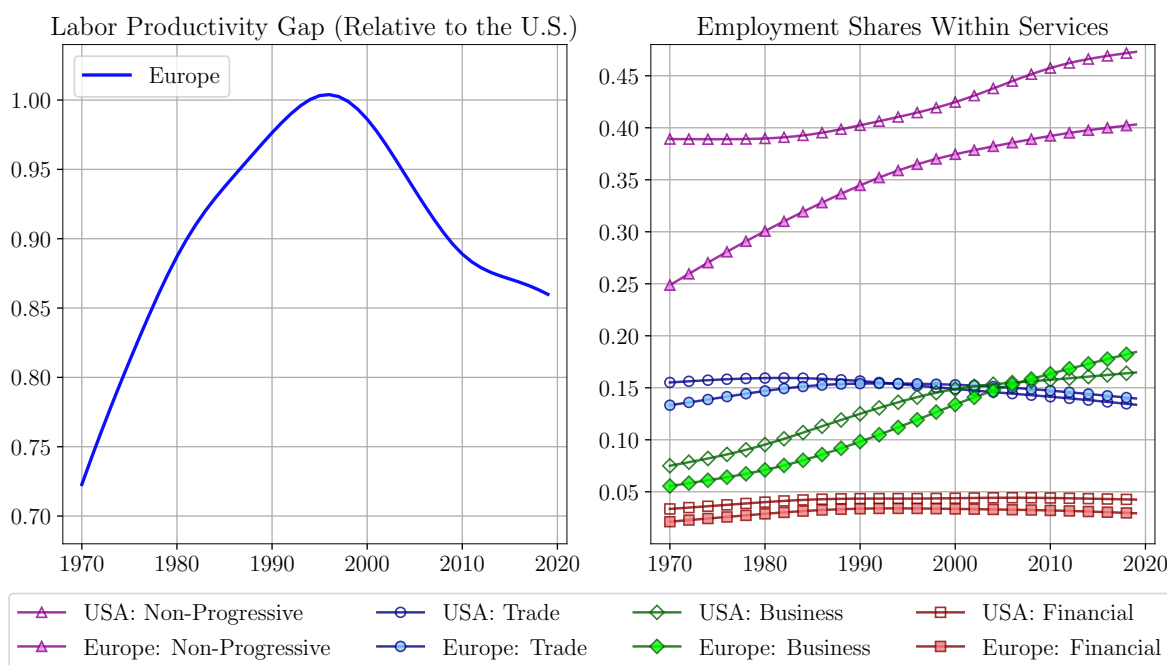 Labor Productivity Gap (Relative to the U.S.)
Europe
1.00
0.95
0.90
0.85
0.80
0.75
0.70
1970 1980 1990 2000 2010 2020
Employment Shares Within Services
0.45
0.40
0.35
0.30
0.25
0.20
0.15
0.10
0.05
1970 1980 1990 2000 2010 2020
USA: Non-Progressive USA: Trade USA: Business USA: Financial
Europe: Non-Progressive Europe: Trade Europe: Business Europe: Financial